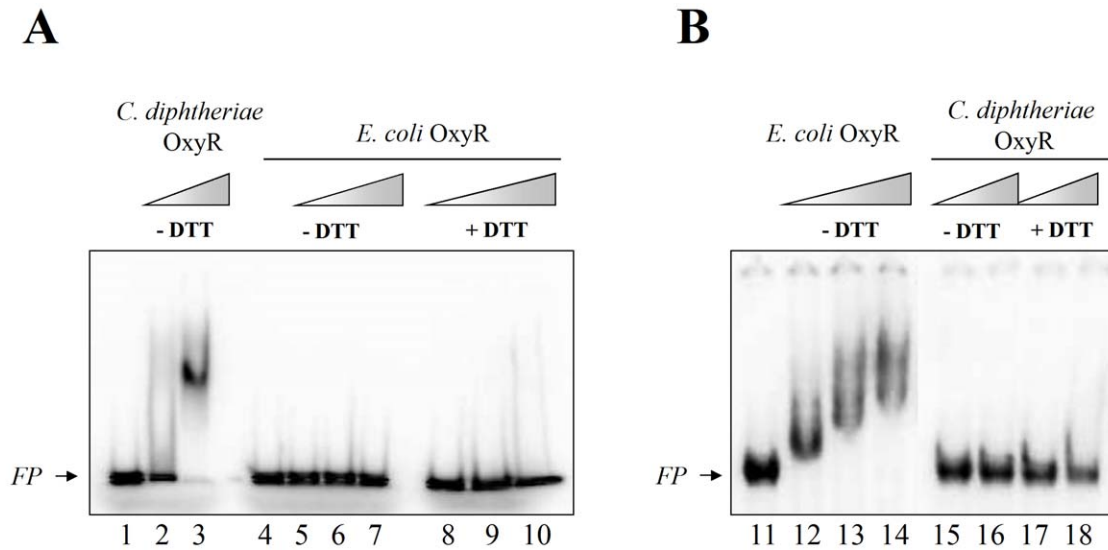 A
C. diphtheriae
OxyR
E. coli OxyR
- DTT
- DTT
+ DTT
FP
1 2 3 4 5 6 7 8 9 10
B
E. coli OxyR
C. diphtheriae
OxyR
- DTT
- DTT
+ DTT
FP
11 12 13 14 15 16 17 18